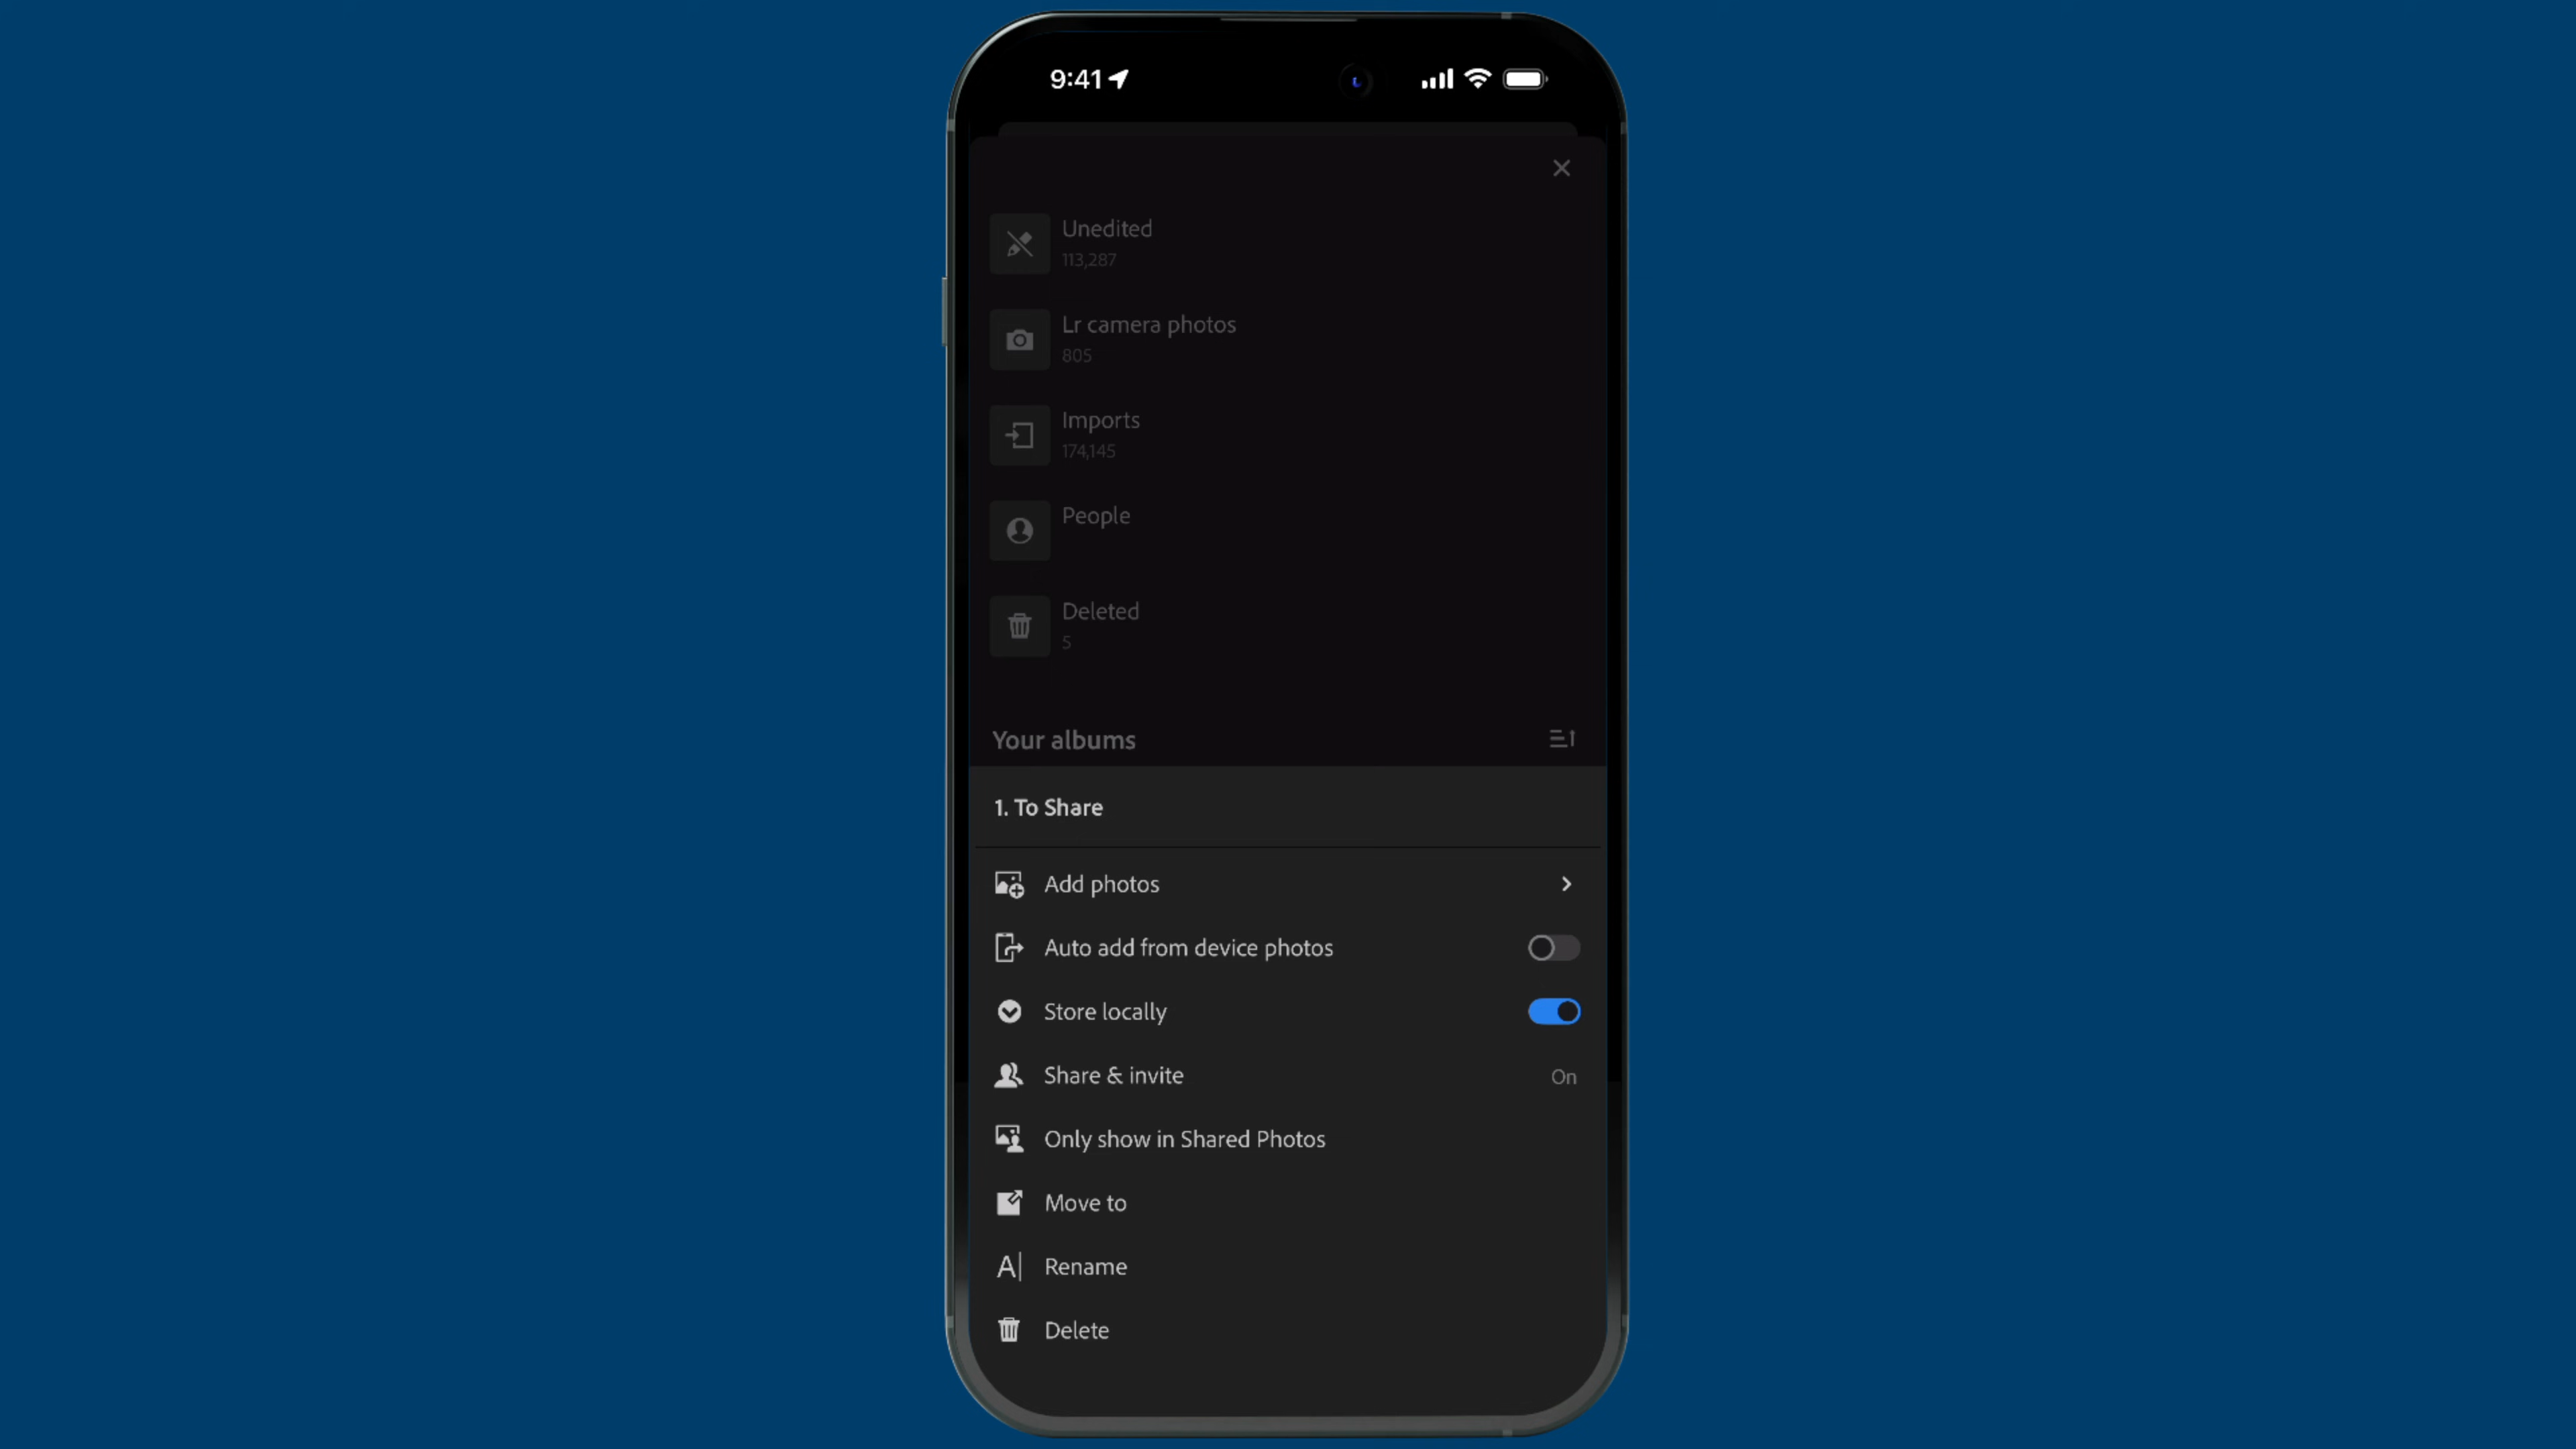 9:41
Unedited
113,287
Lr camera photos
805
Imports
174,145
People
Deleted
5
Your albums
1. To Share
Add photos
Auto add from device photos
Store locally
Share & invite
On
Only show in Shared Photos
Move to
Rename
Delete